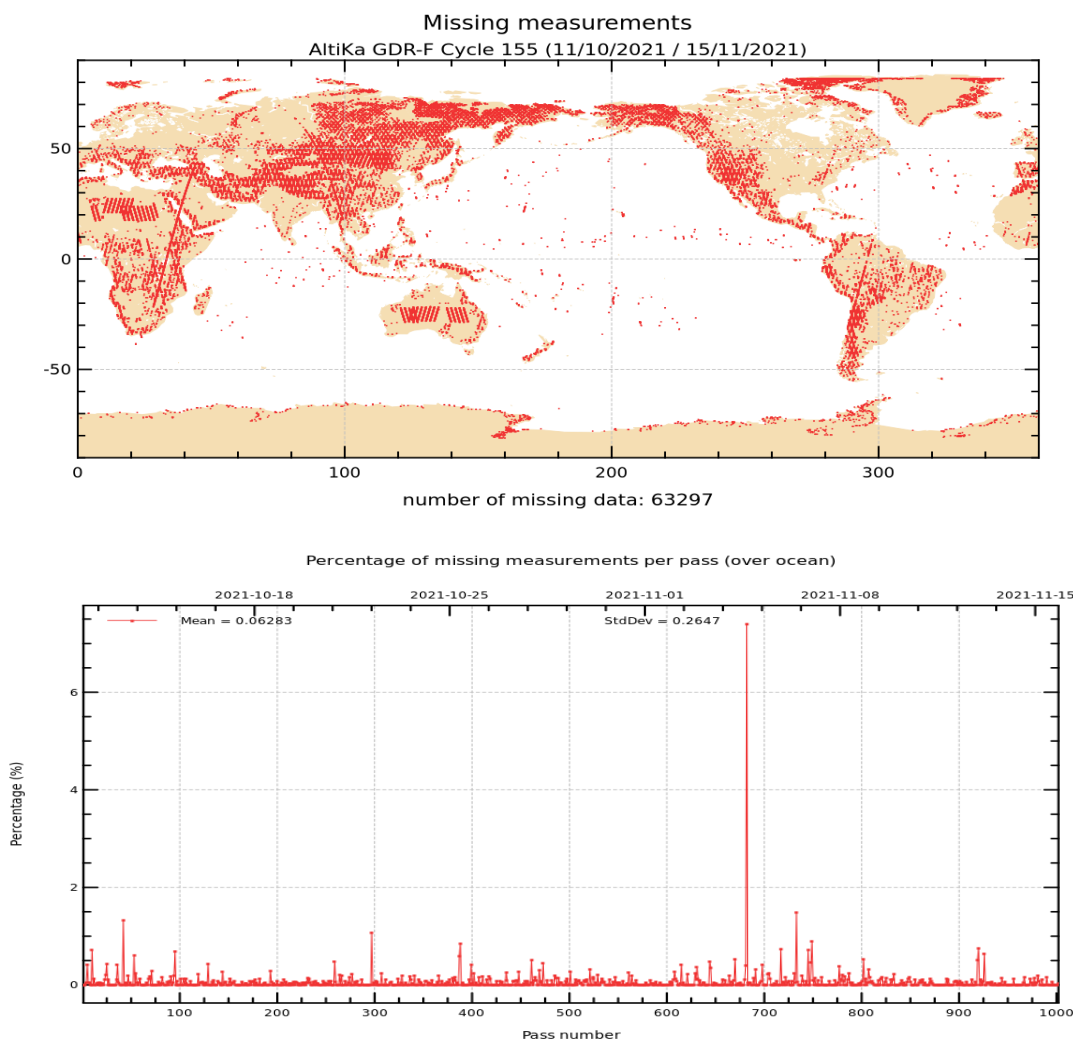 Missing measurements
AltiKa GDR-F Cycle 155 (11/10/2021 / 15/11/2021)
50
0
-50
0 100 200 300
number of missing data: 63297
Percentage of missing measurements per pass (over ocean)
2021-10-18 2021-10-25 2021-11-01 2021-11-08 2021-11-15
Mean = 0.06283 StdDev = 0.2647
6
4
2
0
Percentage (%)
100 200 300 400 500 600 700 800 900 1000
Pass number